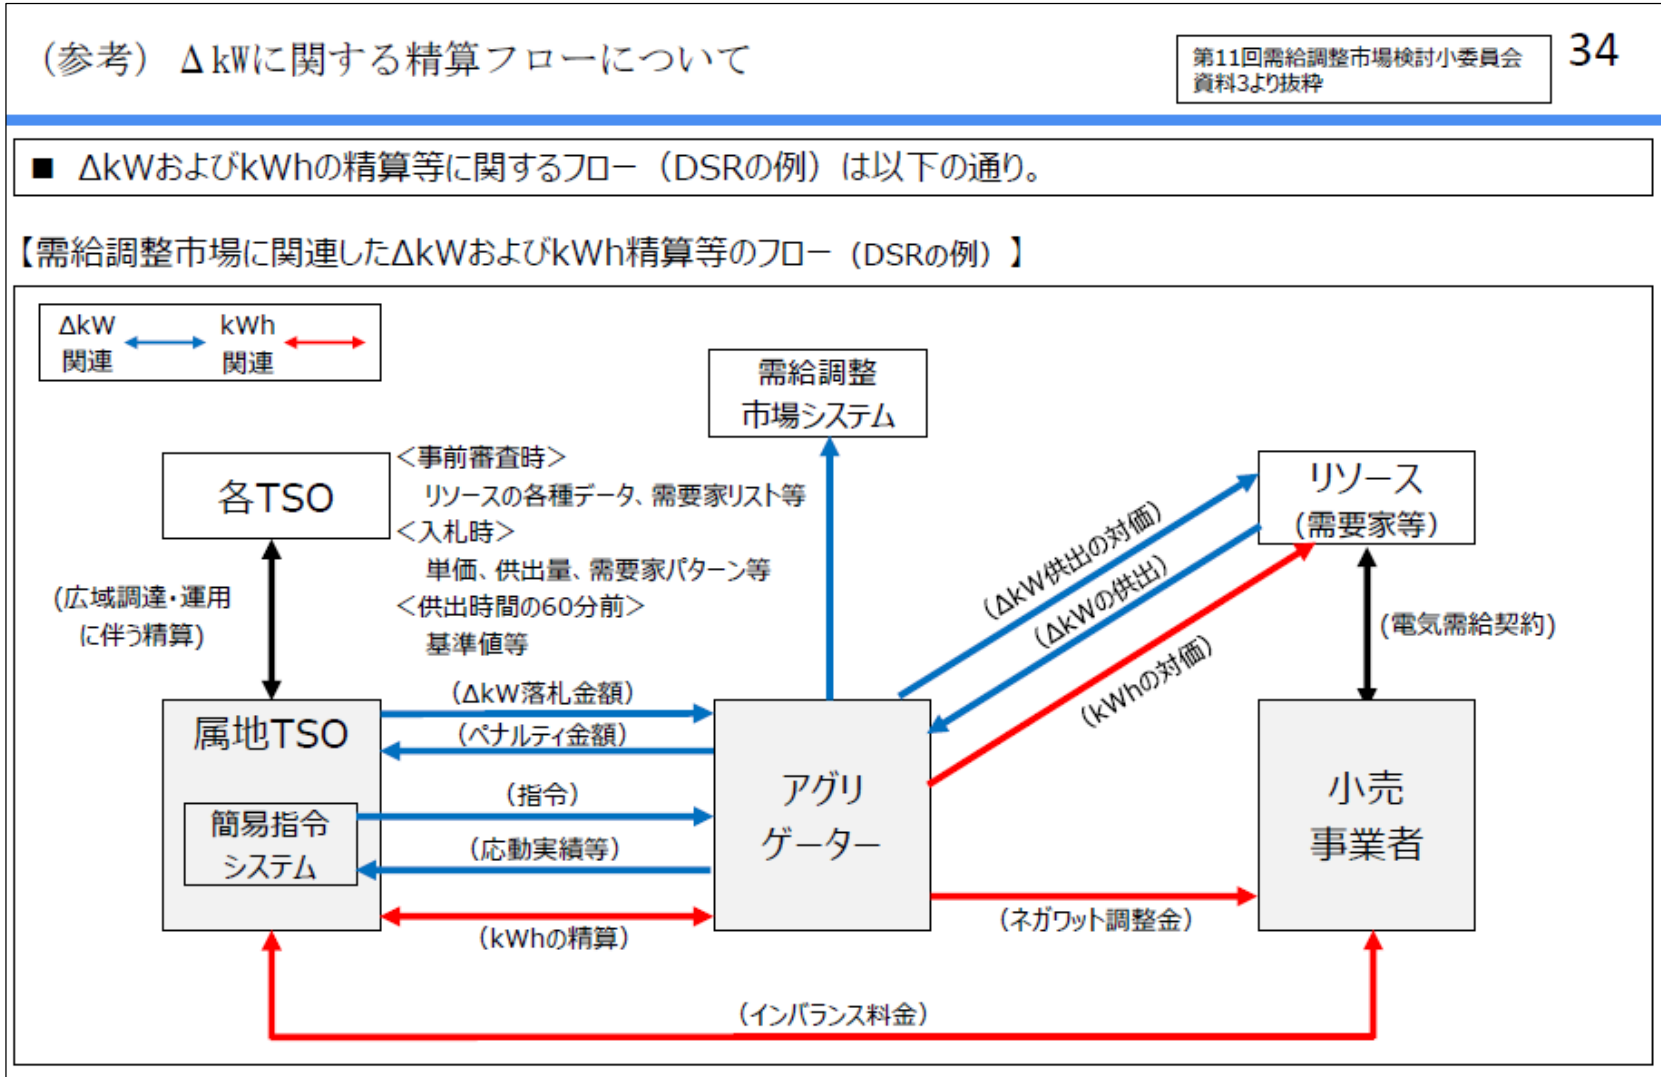 (参考) ΔkWに関する精算フローについて
第11回需給調整市場検討小委員会
資料3より抜粋
34
■ ΔkWおよびkWhの精算等に関するフロー（DSRの例）は以下の通り。
【需給調整市場に関連したΔkWおよびkWh精算等のフロー（DSRの例）】
ΔkW
関連
kWh
関連
需給調整
市場システム
各TSO
＜事前審査時＞
リソースの各種データ、需要家リスト等
＜入札時＞
単価、供出量、需要家パターン等
＜供出時間の60分前＞
基準値等
リソース
(需要家等)
(広域調達・運用
に伴う精算)
(ΔkW供出の対価)
(ΔkWの供出)
(kWhの対価)
(電気需給契約)
属地TSO
(ΔkW落札金額)
(ペナルティ金額)
簡易指令
システム
(指令)
(応動実績等)
(kWhの精算)
アグリ
ゲーター
小売
事業者
(ネガワット調整金)
(インバランス料金)